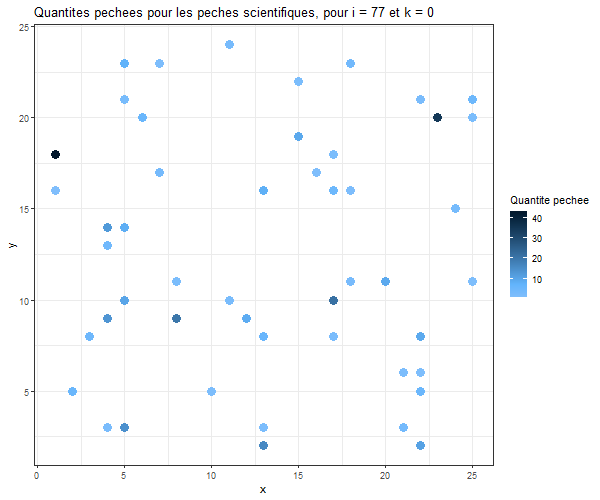 Quantites pechees pour les peches scientifiques, pour i = 77 et k = 0
25
20
15
10
5
y
0 5 10 15 20 25
x
Quantite pechee
40
30
20
10